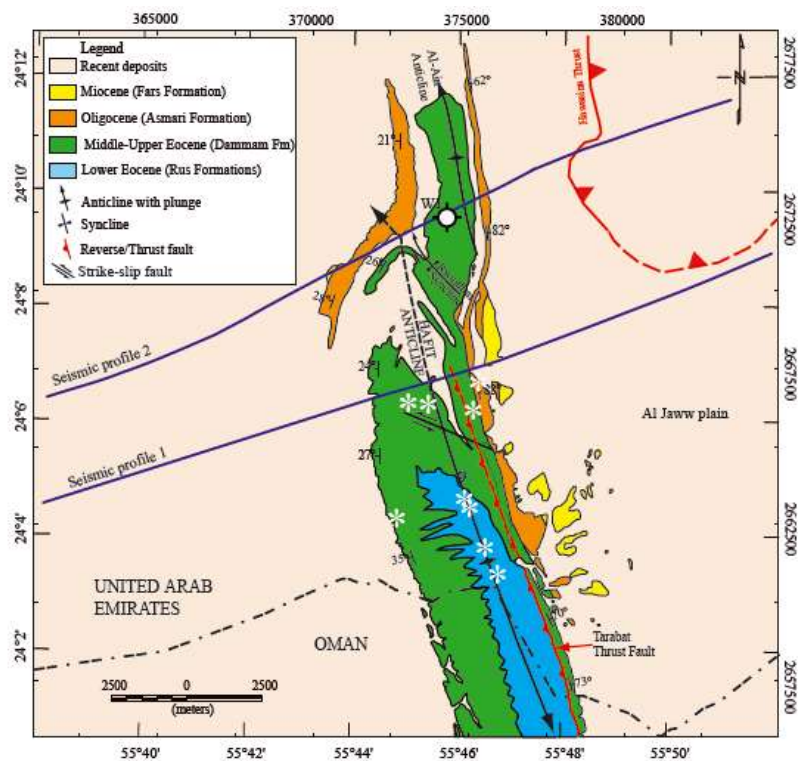 365000
370000
375000
380000
24°12'
24°10'
24°8'
24°6'
24°4'
24°2'
2677500
2672500
2667500
2662500
2657500
Legend
Recent deposits
Miocene (Fars Formation)
Oligocene (Asmari Formation)
Middle-Upper Eocene (Dammam Fm)
Lower Eocene (Rus Formations)
Anticline with plunge
Syncline
Reverse/Thrust fault
Strike-slip fault
Al-Ain
Anticline
62°
21°
N
82°
26°
HAFIT
ANTICLINE
Seismic profile 2
Seismic profile 1
Al Jaww plain
27°
35°
73°
UNITED ARAB
EMIRATES
OMAN
Tarabat
Thrust Fault
2500 0 2500
(meters)
55°40'
55°42'
55°44'
55°46'
55°48'
55°50'